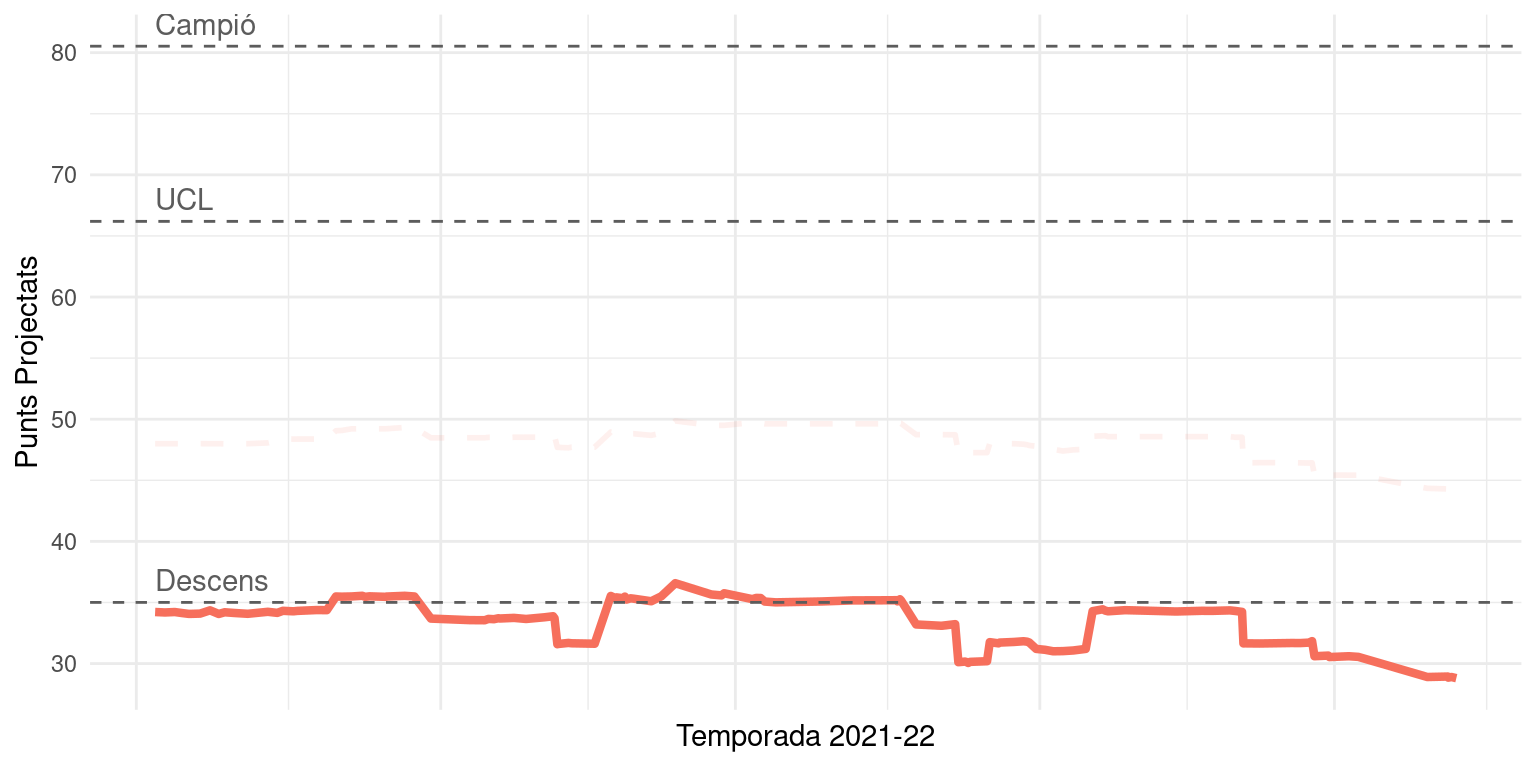 Campió
80
70
UCL
60
50
40
Descens
30
Punts Projectats
Temporada 2021-22